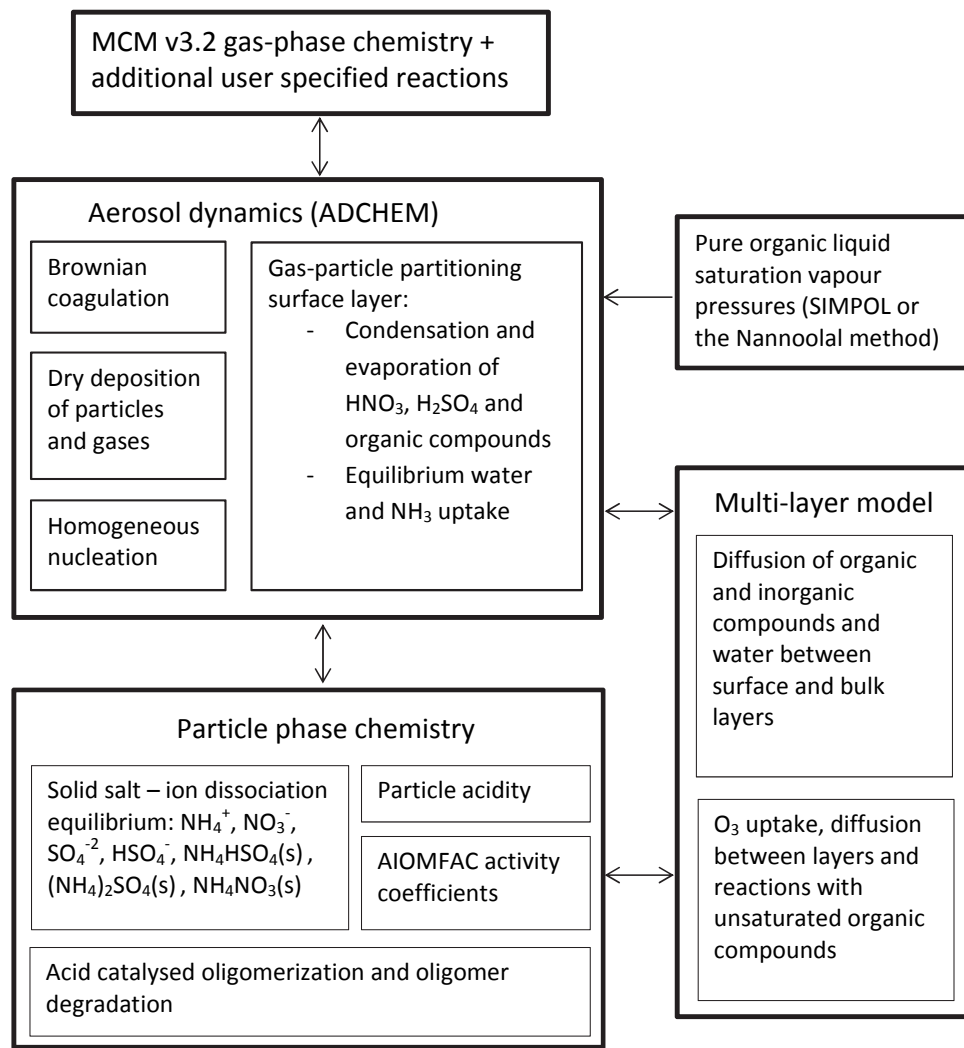 MCM v3.2 gas-phase chemistry +
additional user specified reactions
Aerosol dynamics (ADCHEM)
Brownian
coagulation
Dry deposition
of particles
and gases
Homogeneous
nucleation
Gas-particle partitioning
surface layer:
- Condensation and
evaporation of
HNO₃, H₂SO₄ and
organic compounds
- Equilibrium water
and NH₃ uptake
Pure organic liquid
saturation vapour
pressures (SIMPOL or
the Nannoolal method)
Multi-layer model
Diffusion of organic
and inorganic
compounds and
water between
surface and bulk
layers
O₃ uptake, diffusion
between layers and
reactions with
unsaturated organic
compounds
Particle phase chemistry
Solid salt – ion dissociation
equilibrium: NH₄⁺, NO₃⁻,
SO₄⁻², HSO₄⁻, NH₄HSO₄(s) ,
(NH₄)₂SO₄(s) , NH₄NO₃(s)
Particle acidity
AIOMFAC activity
coefficients
Acid catalysed oligomerization and oligomer
degradation